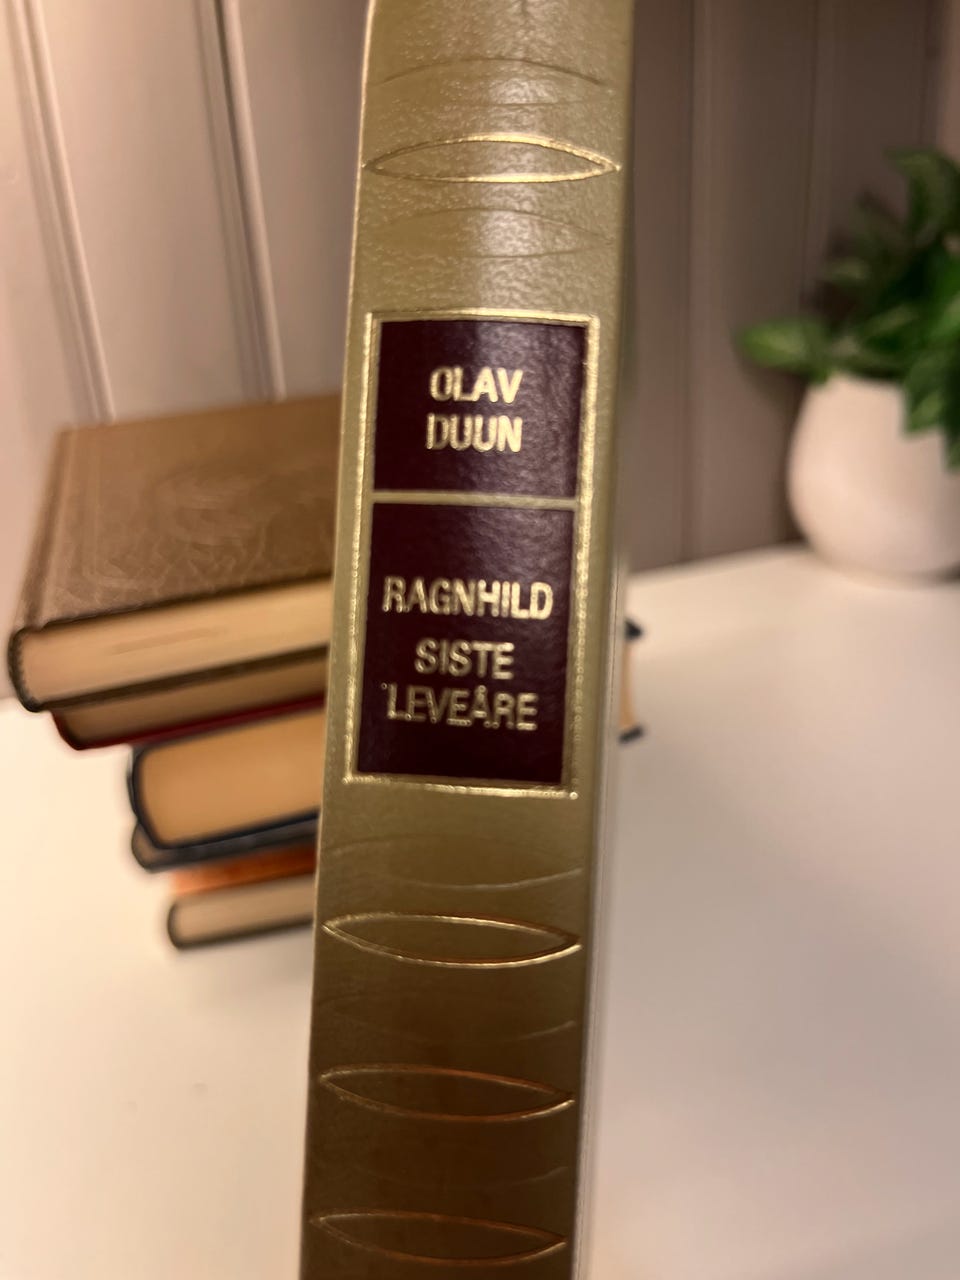 OLAV
DUUN
RAGNHILD
SISTE
LEVEÅRE